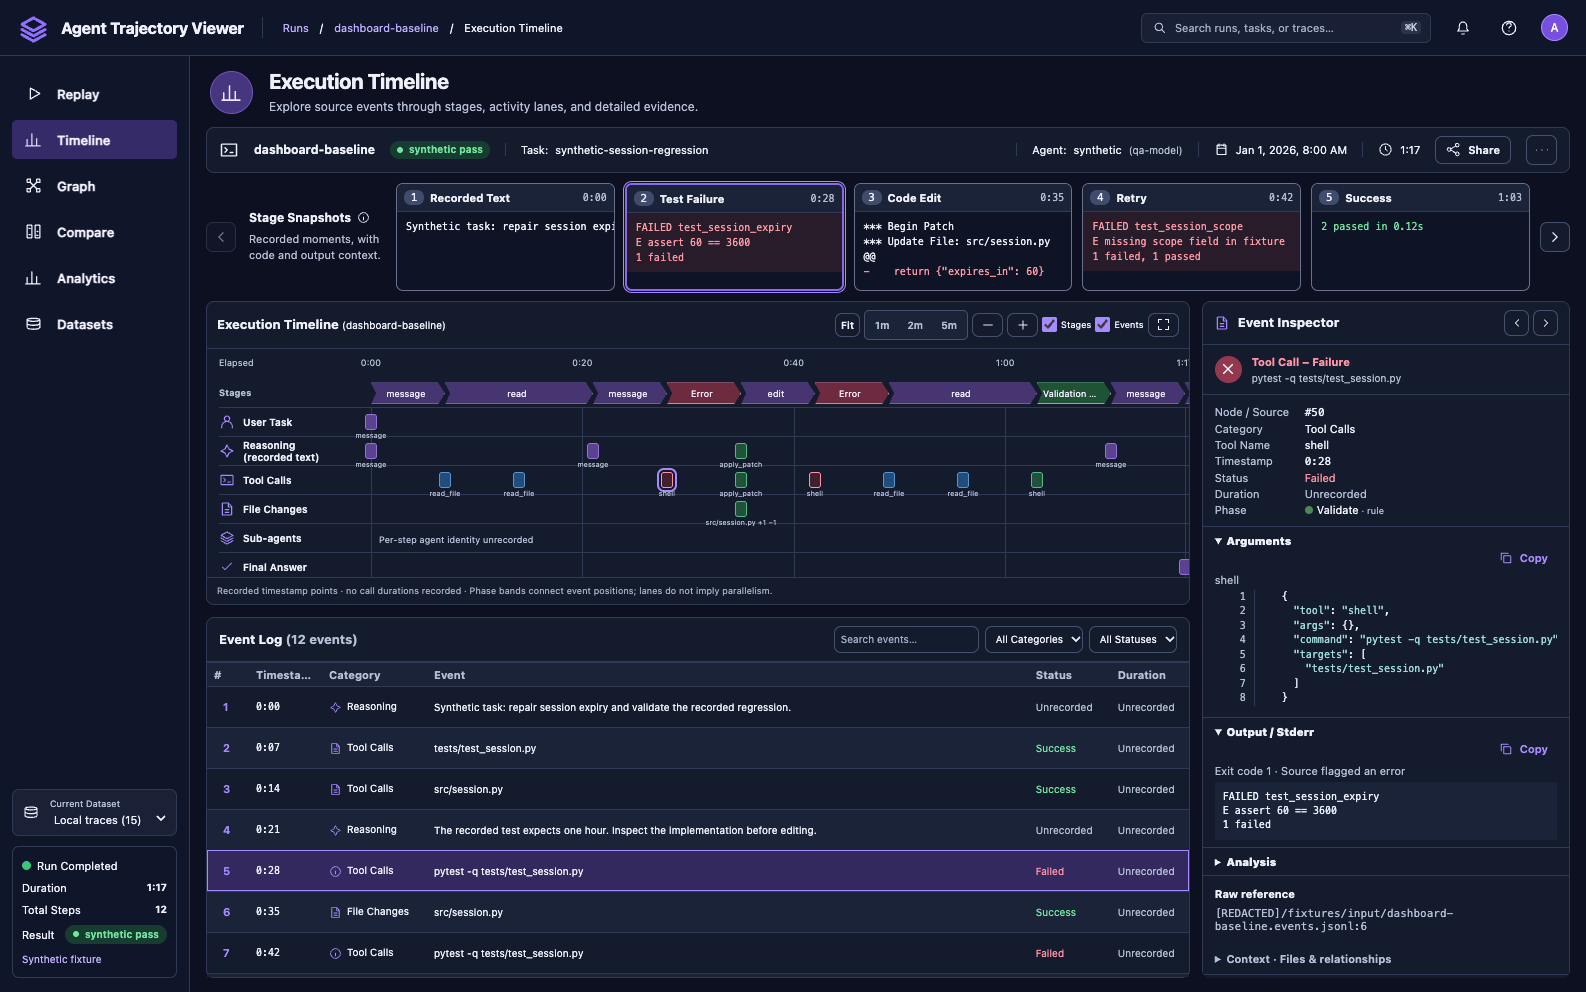 Agent Trajectory Viewer
Runs / dashboard-baseline / Execution Timeline
Search runs, tasks, or traces... ⌘K
A
Replay
Timeline
Graph
Compare
Analytics
Datasets
Execution Timeline
Explore source events through stages, activity lanes, and detailed evidence.
dashboard-baseline synthetic pass Task: synthetic-session-regression Agent: synthetic (qa-model) Jan 1, 2026, 8:00 AM 1:17 Share ...
Stage Snapshots
Recorded moments, with
code and output context.
1 Recorded Text 0:00
Synthetic task: repair session expi
2 Test Failure 0:28
FAILED test_session_expiry
E assert 60 == 3600
1 failed
3 Code Edit 0:35
*** Begin Patch
*** Update File: src/session.py
@@
- return {"expires_in": 60}
4 Retry 0:42
FAILED test_session_scope
E missing scope field in fixture
1 failed, 1 passed
5 Success 1:03
2 passed in 0.12s
Execution Timeline (dashboard-baseline)
Fit 1m 2m 5m − + Stages Events
Elapsed 0:00 0:20 0:40 1:00 1:1
Stages message read message Error edit Error read Validation ... message
User Task
message
Reasoning
(recorded text)
message message apply_patch message
Tool Calls
read_file read_file shell apply_patch shell read_file read_file shell
File Changes
src/session.py +1 −1
Sub-agents Per-step agent identity unrecorded
Final Answer
Recorded timestamp points · no call durations recorded · Phase bands connect event positions; lanes do not imply parallelism.
Event Log (12 events)
Search events... All Categories All Statuses
# Timesta... Category Event Status Duration
1 0:00 Reasoning Synthetic task: repair session expiry and validate the recorded regression. Unrecorded Unrecorded
2 0:07 Tool Calls tests/test_session.py Success Unrecorded
3 0:14 Tool Calls src/session.py Success Unrecorded
4 0:21 Reasoning The recorded test expects one hour. Inspect the implementation before editing. Unrecorded Unrecorded
5 0:28 Tool Calls pytest -q tests/test_session.py Failed Unrecorded
6 0:35 File Changes src/session.py Success Unrecorded
7 0:42 Tool Calls pytest -q tests/test_session.py Failed Unrecorded
Event Inspector
Tool Call – Failure
pytest -q tests/test_session.py
Node / Source #50
Category Tool Calls
Tool Name shell
Timestamp 0:28
Status Failed
Duration Unrecorded
Phase Validate · rule
Arguments
Copy
shell
1 {
2 "tool": "shell",
3 "args": {},
4 "command": "pytest -q tests/test_session.py"
5 "targets": [
6 "tests/test_session.py"
7 ]
8 }
Output / Stderr
Copy
Exit code 1 · Source flagged an error
FAILED test_session_expiry
E assert 60 == 3600
1 failed
Analysis
Raw reference
[REDACTED]/fixtures/input/dashboard-
baseline.events.jsonl:6
Context · Files & relationships
Current Dataset
Local traces (15)
Run Completed
Duration 1:17
Total Steps 12
Result synthetic pass
Synthetic fixture